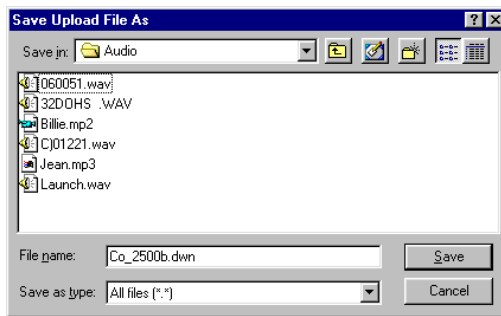 Save Upload File As
Save in: Audio
060051.wav
32DOHS .WAV
Billie.mp2
C)01221.wav
Jean.mp3
Launch.wav
File name: Co_2500b.dwn Save
Save as type: All files (*.*) Cancel